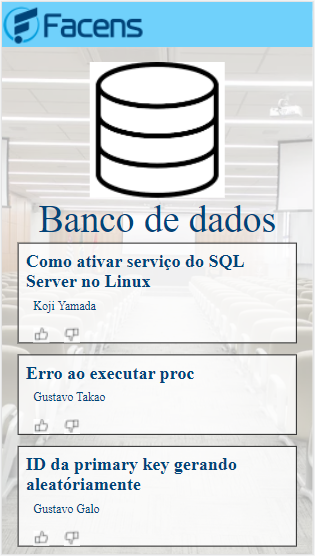 Facens
Banco de dados
Como ativar serviço do SQL
Server no Linux
Koji Yamada
Erro ao executar proc
Gustavo Takao
ID da primary key gerando
aleatóriamente
Gustavo Galo